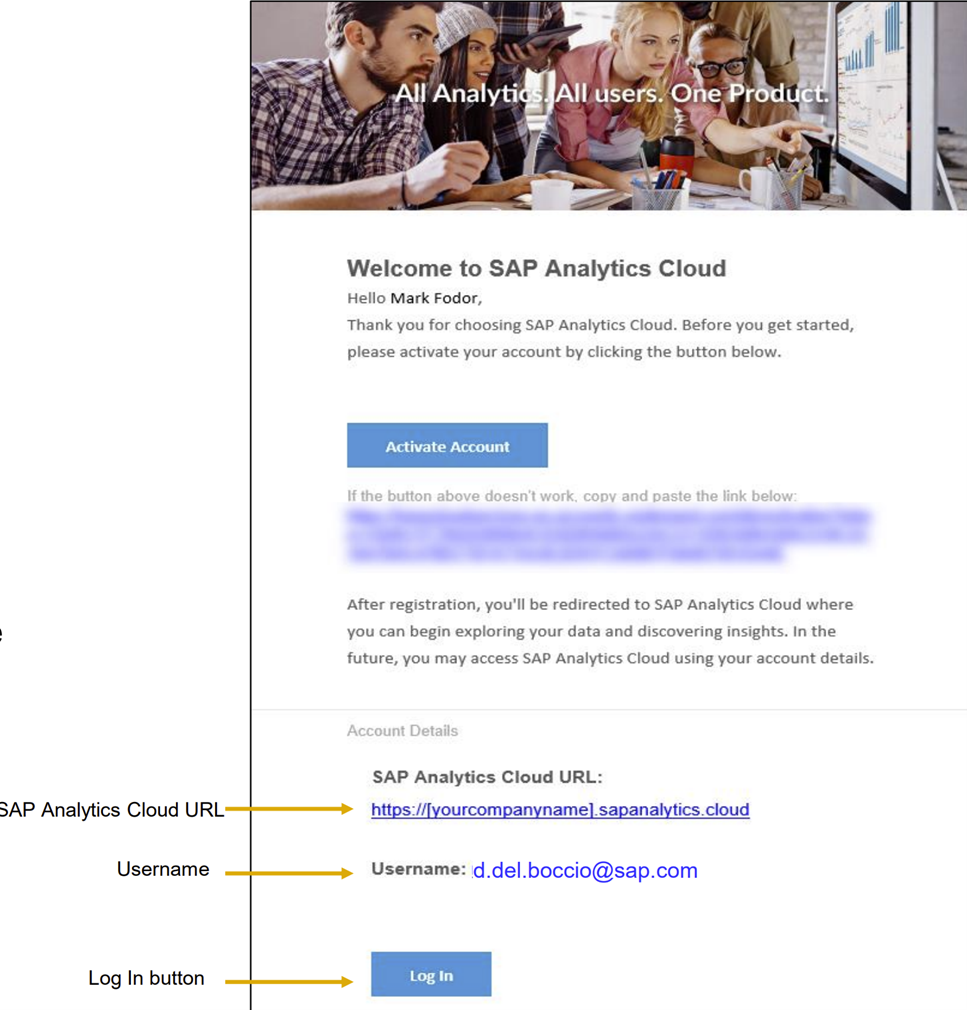 All Analytics. All users. One Product.
Welcome to SAP Analytics Cloud
Hello Mark Fodor,
Thank you for choosing SAP Analytics Cloud. Before you get started,
please activate your account by clicking the button below.
Activate Account
If the button above doesn't work, copy and paste the link below:
After registration, you'll be redirected to SAP Analytics Cloud where
you can begin exploring your data and discovering insights. In the
future, you may access SAP Analytics Cloud using your account details.
Account Details
SAP Analytics Cloud URL:
SAP Analytics Cloud URL
https://[yourcompanyname].sapanalytics.cloud
Username
Username: d.del.boccio@sap.com
Log In button
Log In